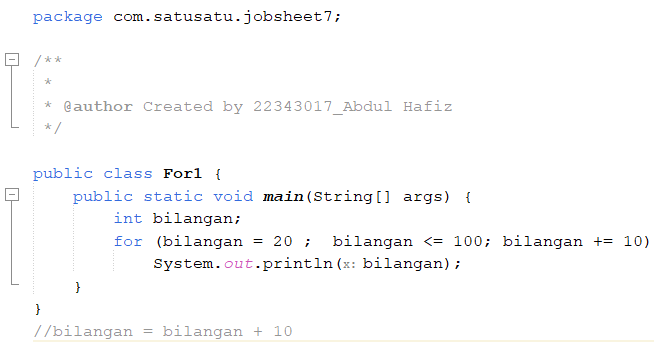 package com.satusatu.jobsheet7;
/**
*
* @author Created by 22343017_Abdul Hafiz
*/
public class For1 {
public static void main(String[] args) {
int bilangan;
for (bilangan = 20 ;  bilangan <= 100; bilangan += 10)
System.out.println(x: bilangan);
}
}
//bilangan = bilangan + 10